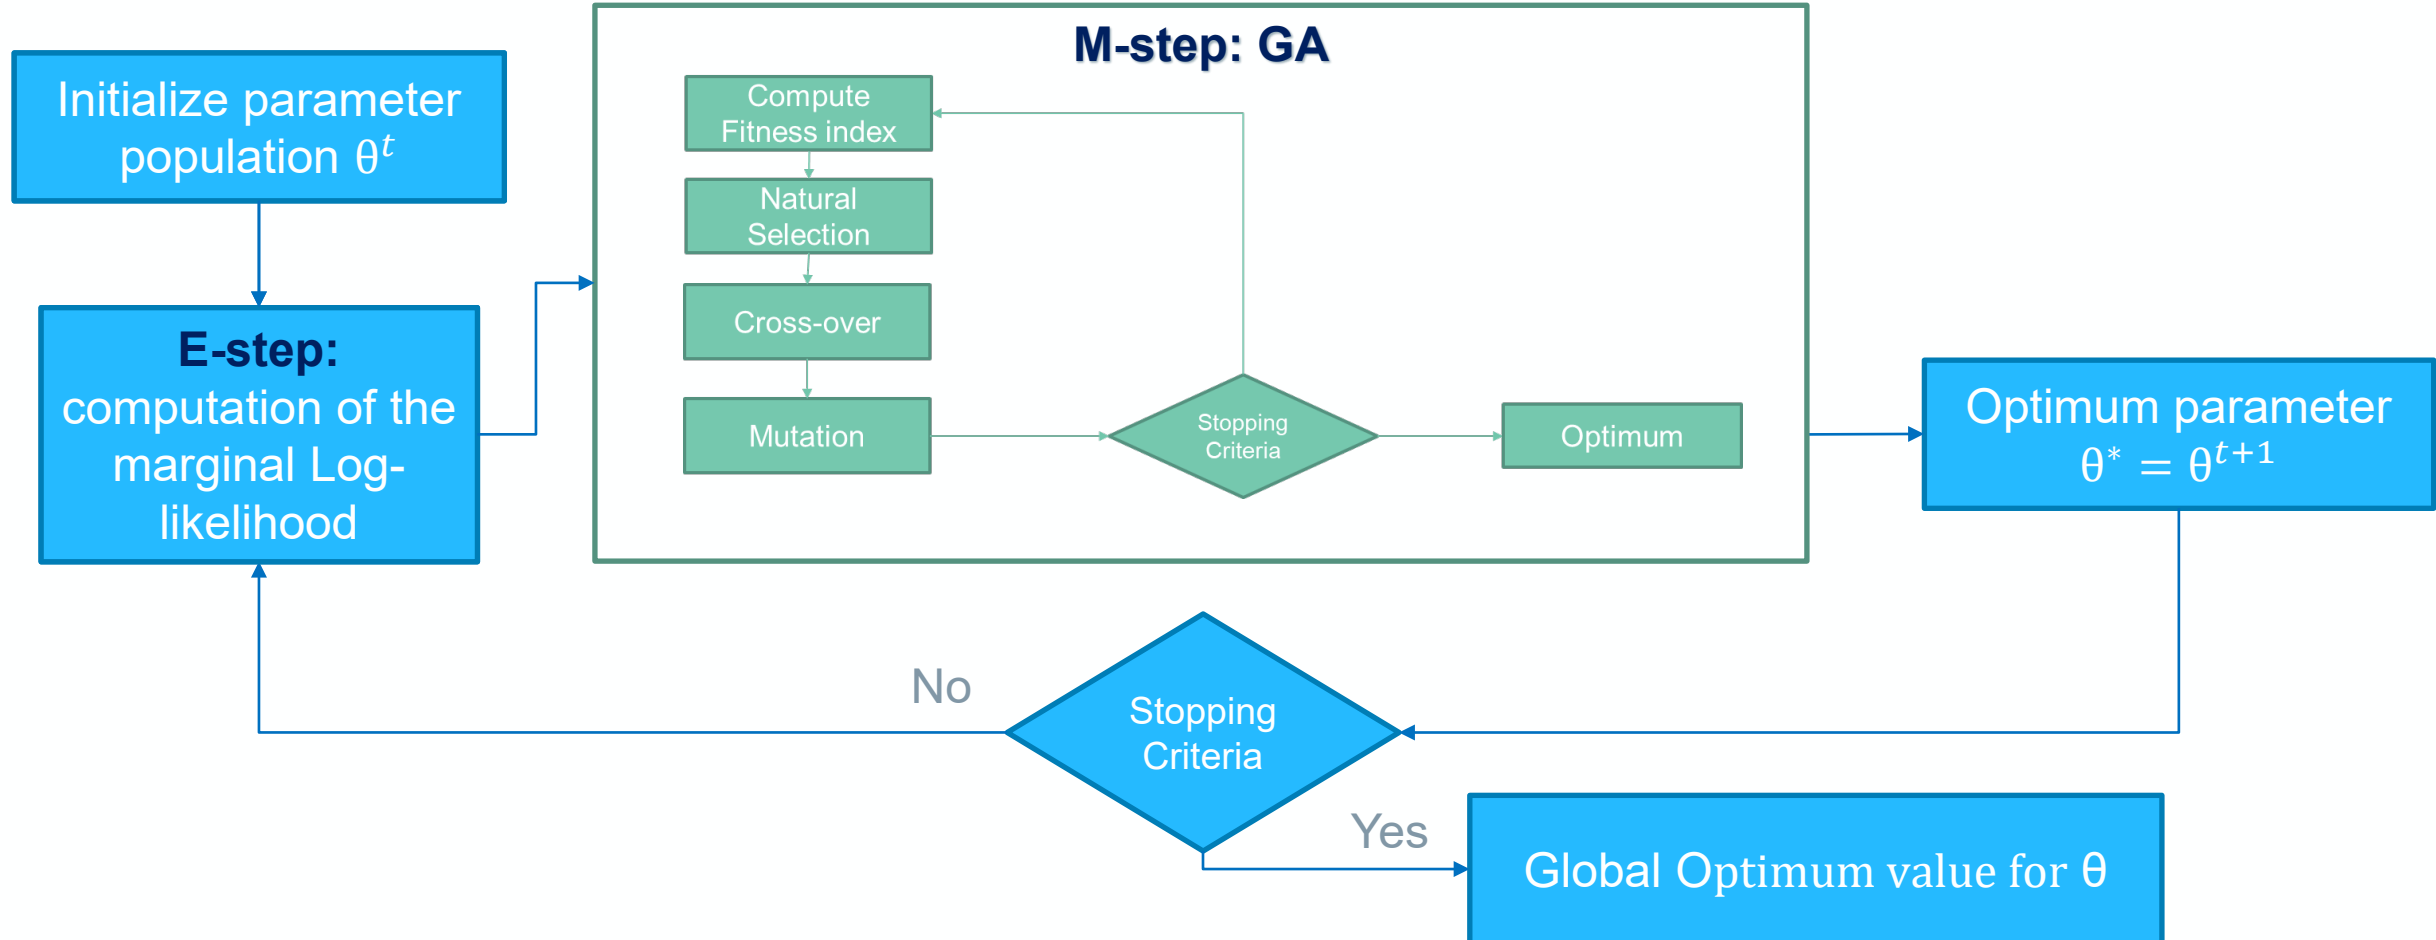 Initialize parameter
population θ^t
E-step:
computation of the
marginal Log-
likelihood
M-step: GA
Compute
Fitness index
Natural
Selection
Cross-over
Mutation
Stopping
Criteria
Optimum
Optimum parameter
θ* = θ^{t+1}
No
Stopping
Criteria
Yes
Global Optimum value for θ